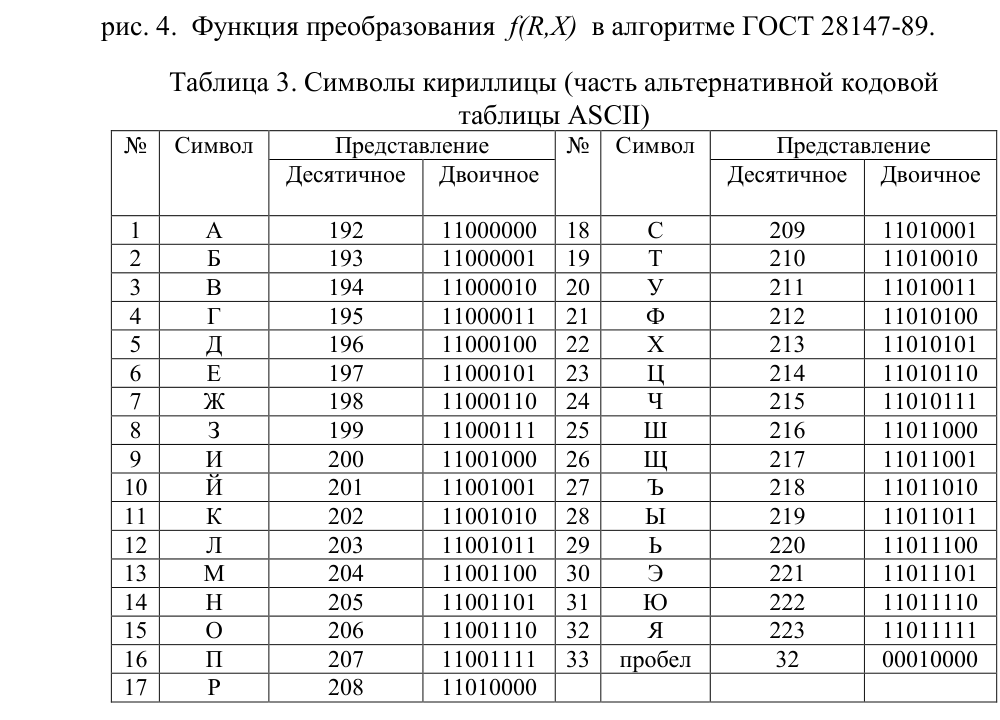 рис. 4. Функция преобразования f(R,X) в алгоритме ГОСТ 28147-89.
Таблица 3. Символы кириллицы (часть альтернативной кодовой
таблицы ASCII)
№ Символ Представление № Символ Представление
Десятичное Двоичное Десятичное Двоичное
1 А 192 11000000 18 С 209 11010001
2 Б 193 11000001 19 Т 210 11010010
3 В 194 11000010 20 У 211 11010011
4 Г 195 11000011 21 Ф 212 11010100
5 Д 196 11000100 22 Х 213 11010101
6 Е 197 11000101 23 Ц 214 11010110
7 Ж 198 11000110 24 Ч 215 11010111
8 З 199 11000111 25 Ш 216 11011000
9 И 200 11001000 26 Щ 217 11011001
10 Й 201 11001001 27 Ъ 218 11011010
11 К 202 11001010 28 Ы 219 11011011
12 Л 203 11001011 29 Ь 220 11011100
13 М 204 11001100 30 Э 221 11011101
14 Н 205 11001101 31 Ю 222 11011110
15 О 206 11001110 32 Я 223 11011111
16 П 207 11001111 33 пробел 32 00010000
17 Р 208 11010000